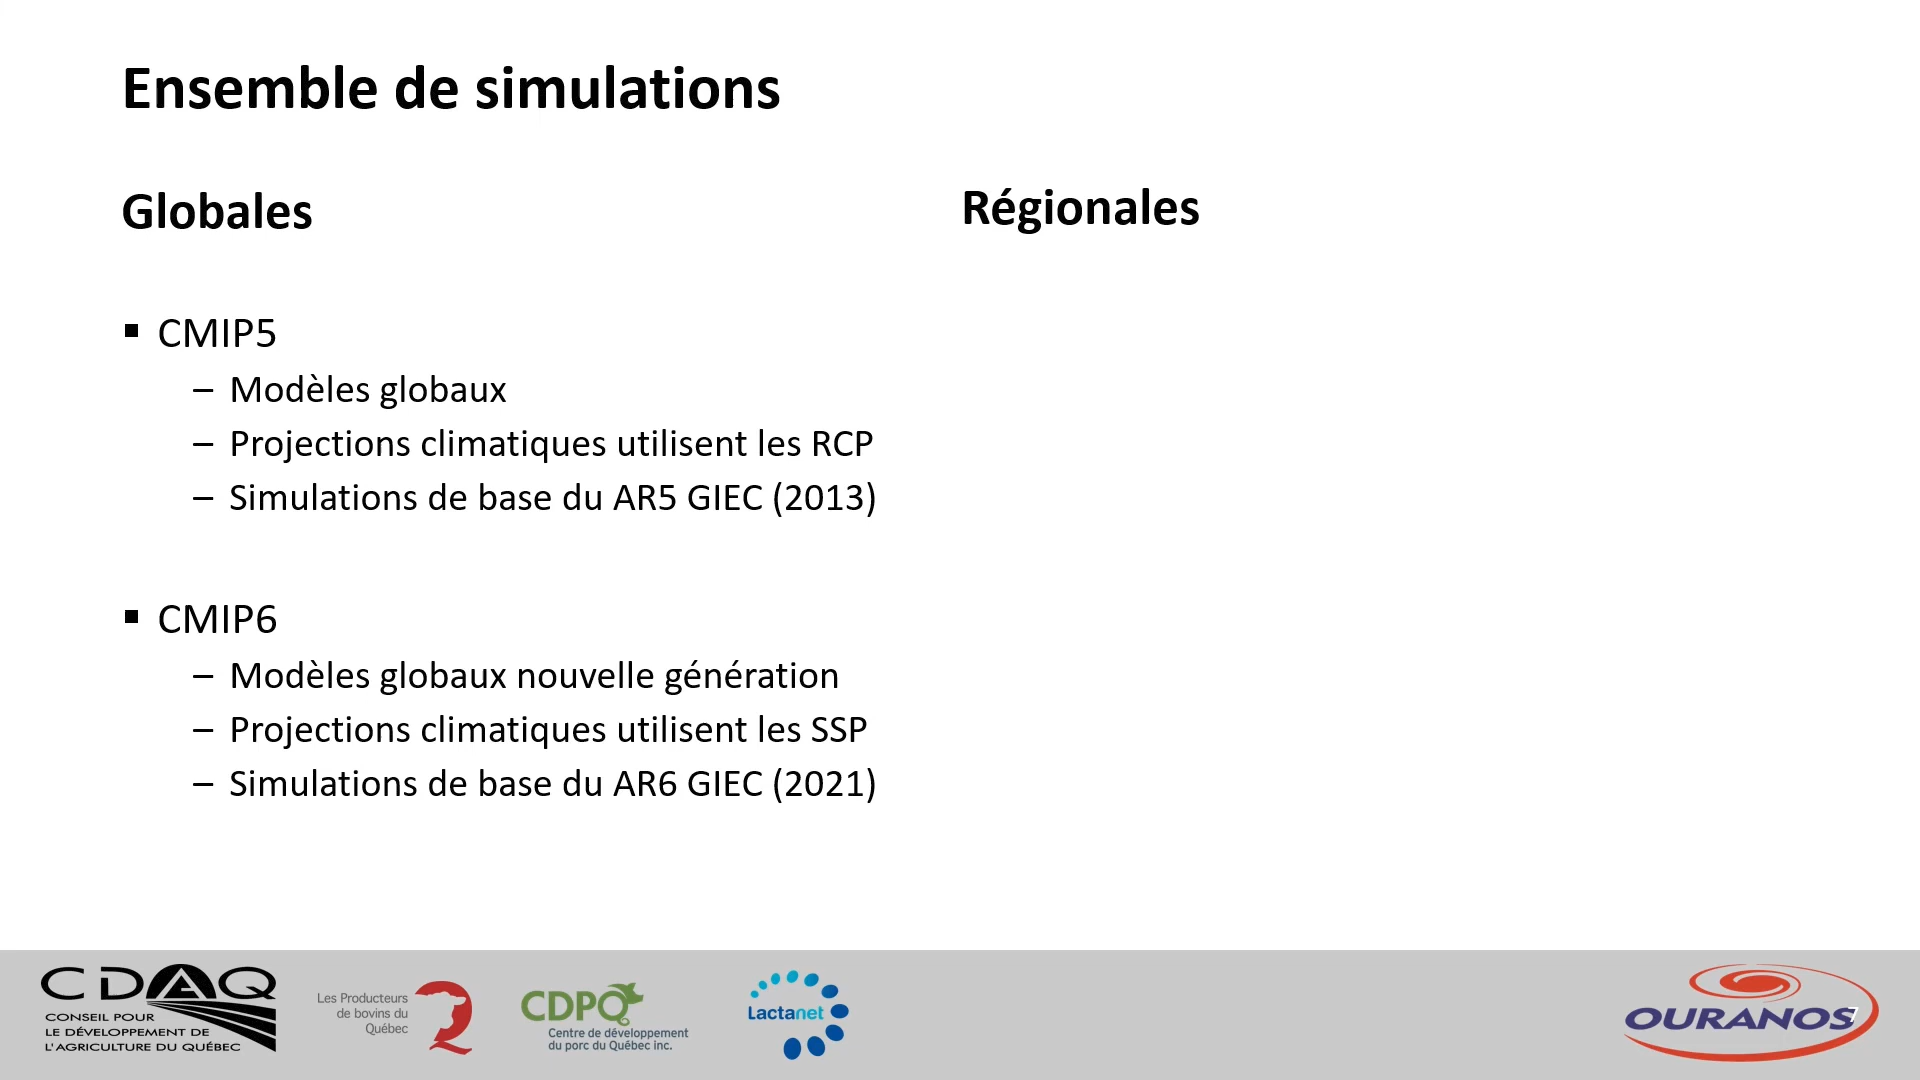 Ensemble de simulations
Globales
▪ CMIP5
– Modèles globaux
– Projections climatiques utilisent les RCP
– Simulations de base du AR5 GIEC (2013)
▪ CMIP6
– Modèles globaux nouvelle génération
– Projections climatiques utilisent les SSP
– Simulations de base du AR6 GIEC (2021)
Régionales
CDAQ
CONSEIL POUR
LE DÉVELOPPEMENT DE
L'AGRICULTURE DU QUÉBEC
Les Producteurs
de bovins du
Québec
CDPQ
Centre de développement
du porc du Québec inc.
Lactanet
OURANOS
7